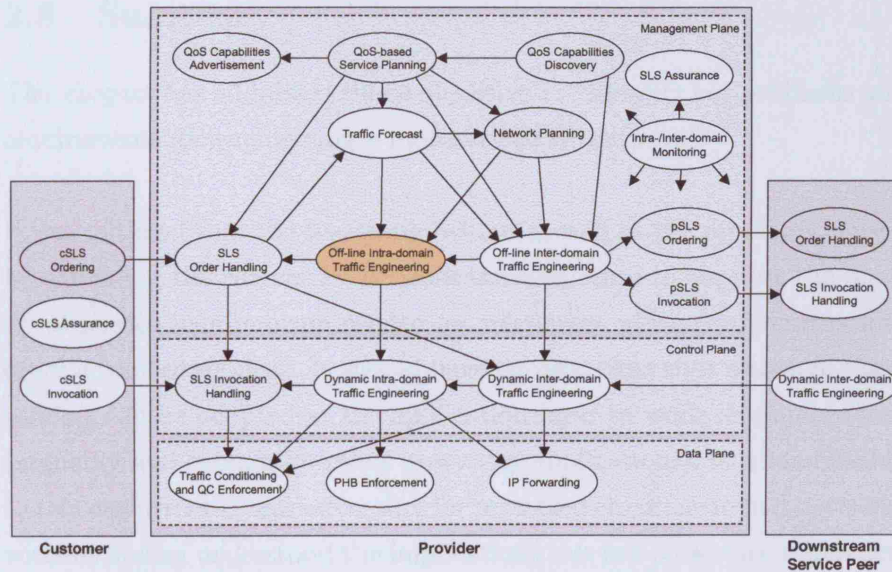 Management Plane
QoS Capabilities
Advertisement
QoS-based
Service Planning
QoS Capabilities
Discovery
SLS Assurance
Traffic Forecast
Network Planning
Intra-/Inter-domain
Monitoring
cSLS
Ordering
SLS
Order Handling
Off-line Intra-domain
Traffic Engineering
Off-line Inter-domain
Traffic Engineering
pSLS
Ordering
SLS
Order Handling
pSLS
Invocation
SLS Invocation
Handling
cSLS Assurance
Control Plane
cSLS
Invocation
SLS Invocation
Handling
Dynamic Intra-domain
Traffic Engineering
Dynamic Inter-domain
Traffic Engineering
Dynamic Inter-domain
Traffic Engineering
Data Plane
Traffic Conditioning
and QC Enforcement
PHB Enforcement
IP Forwarding
Customer
Provider
Downstream
Service Peer